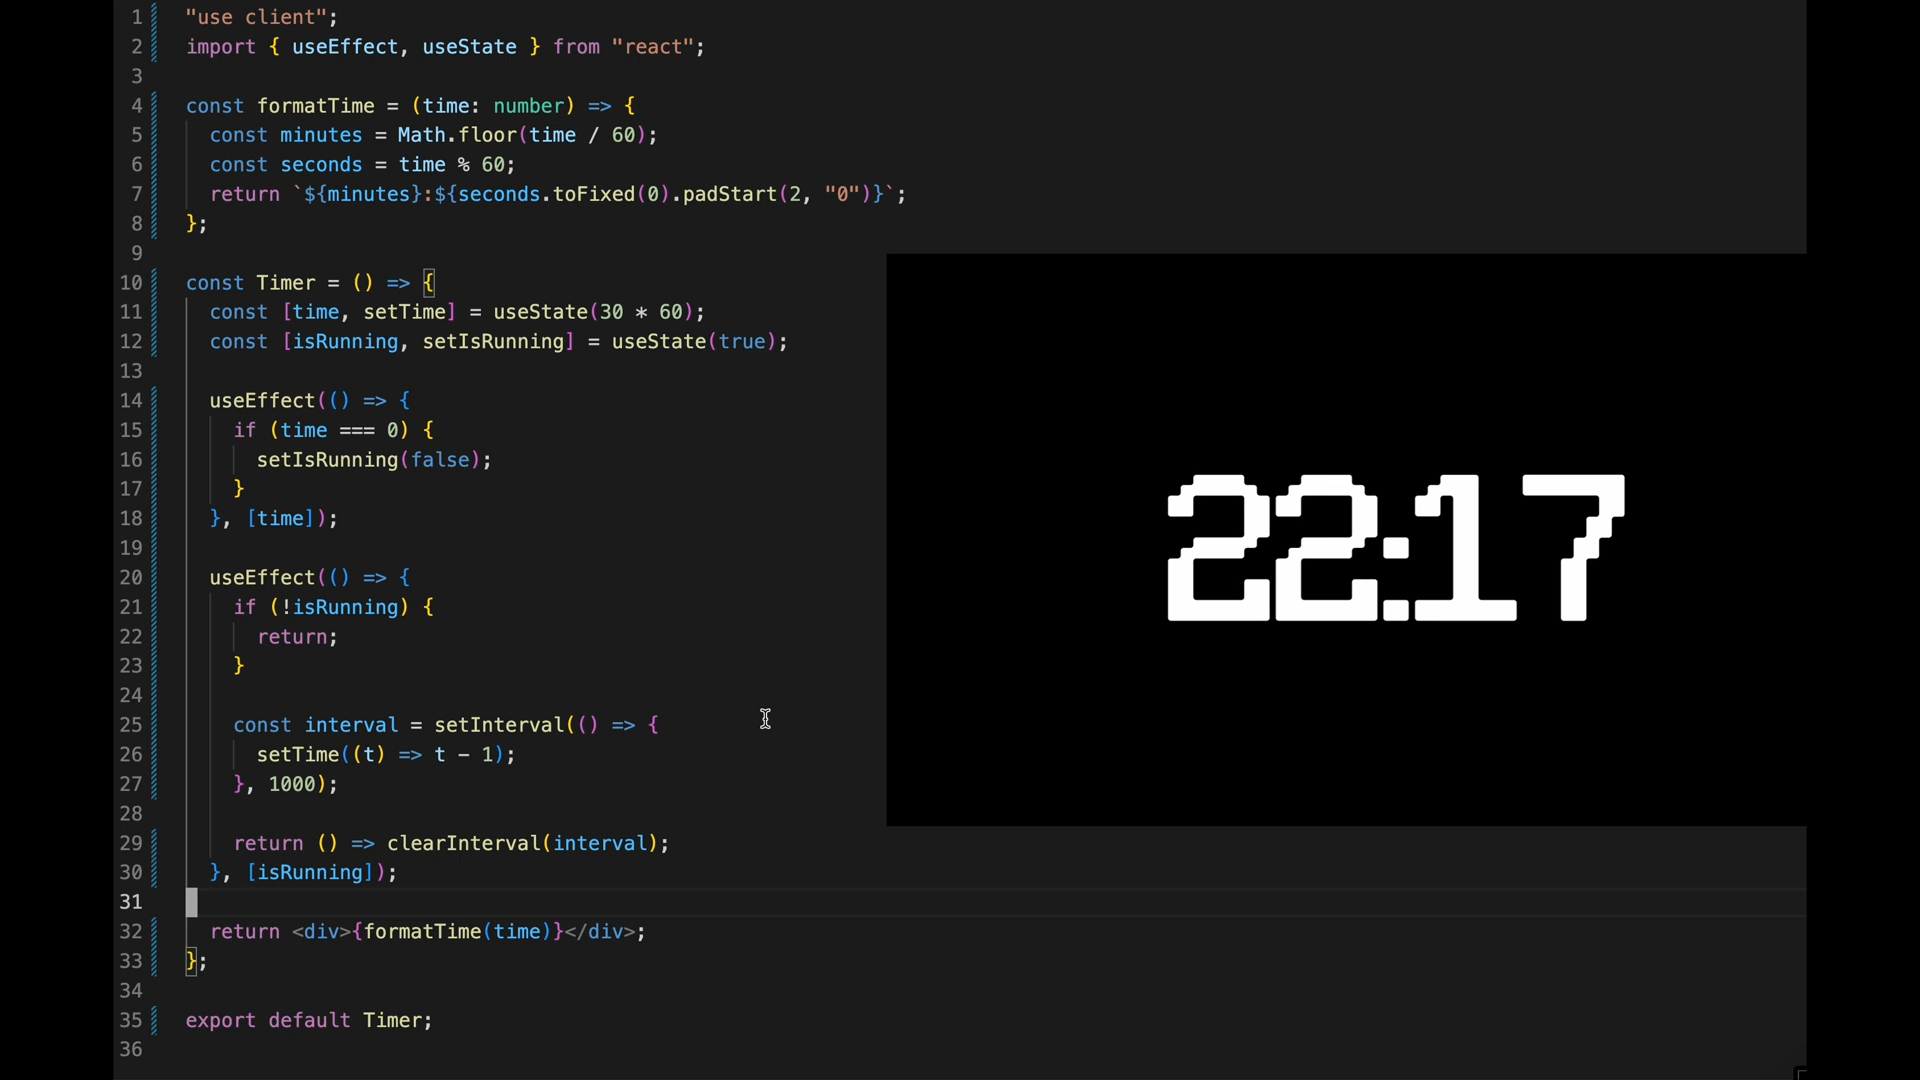 1 "use client";
2 import { useEffect, useState } from "react";
3
4 const formatTime = (time: number) => {
5   const minutes = Math.floor(time / 60);
6   const seconds = time % 60;
7   return `${minutes}:${seconds.toFixed(0).padStart(2, "0")}`;
8 };
9
10 const Timer = () => {
11   const [time, setTime] = useState(30 * 60);
12   const [isRunning, setIsRunning] = useState(true);
13
14   useEffect(() => {
15     if (time === 0) {
16       setIsRunning(false);
17     }
18   }, [time]);
19
20   useEffect(() => {
21     if (!isRunning) {
22       return;
23     }
24
25     const interval = setInterval(() => {
26       setTime((t) => t - 1);
27     }, 1000);
28
29     return () => clearInterval(interval);
30   }, [isRunning]);
31
32   return <div>{formatTime(time)}</div>;
33 };
34
35 export default Timer;
36
22:17